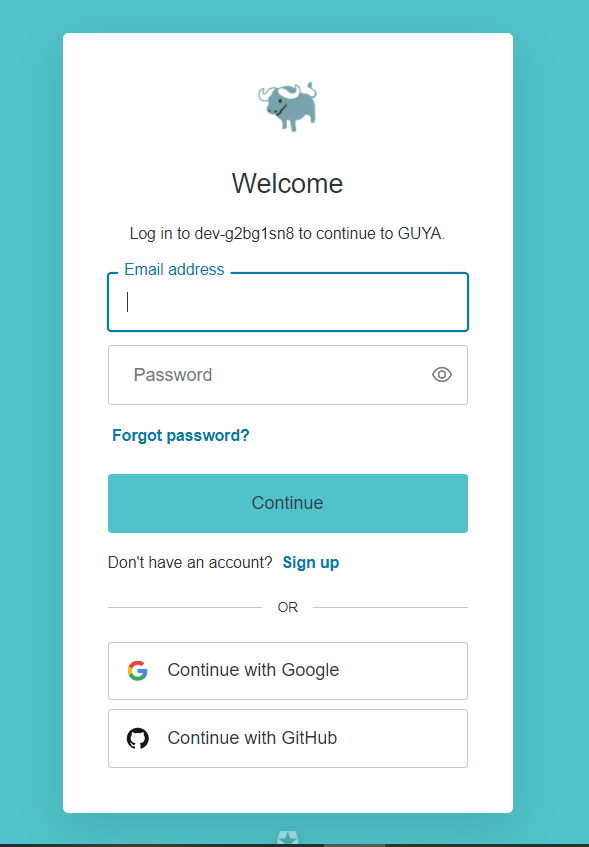 Welcome
Log in to dev-g2bg1sn8 to continue to GUYA.
Email address
Password
Forgot password?
Continue
Don't have an account? Sign up
OR
Continue with Google
Continue with GitHub